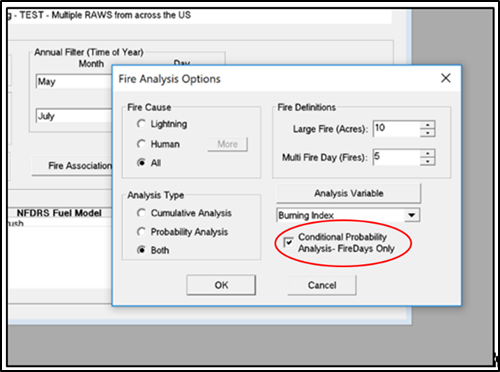 - TEST - Multiple RAWS from across the US
Annual Filter (Time of Year)
Month Day
May
July
Fire Association
NFDRS Fuel Model
Fire Analysis Options
Fire Cause
Lightning
Human More
All
Analysis Type
Cumulative Analysis
Probability Analysis
Both
Fire Definitions
Large Fire (Acres): 10
Multi Fire Day (Fires): 5
Analysis Variable
Burning Index
Conditional Probability
Analysis- FireDays Only
OK Cancel